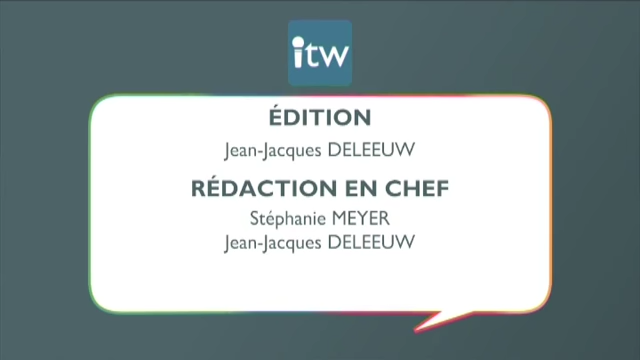 itw
ÉDITION
Jean-Jacques DELEEUW
RÉDACTION EN CHEF
Stéphanie MEYER
Jean-Jacques DELEEUW